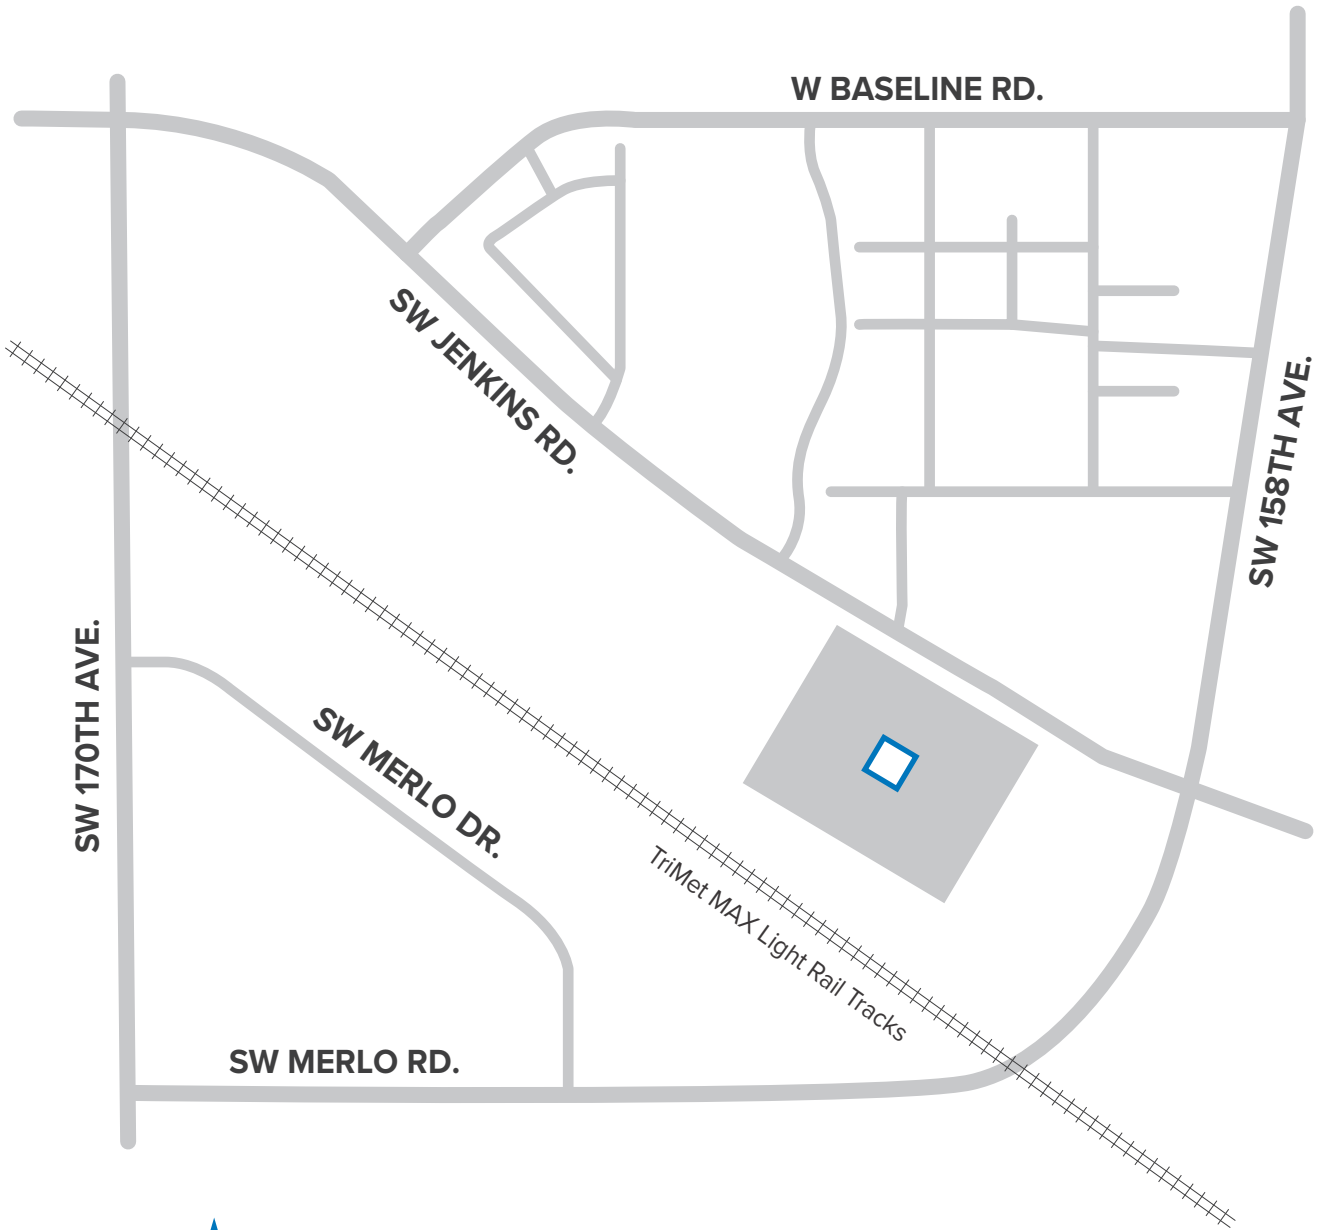 W BASELINE RD.
SW JENKINS RD.
SW 158TH AVE.
SW 170TH AVE.
SW MERLO DR.
TriMet MAX Light Rail Tracks
SW MERLO RD.